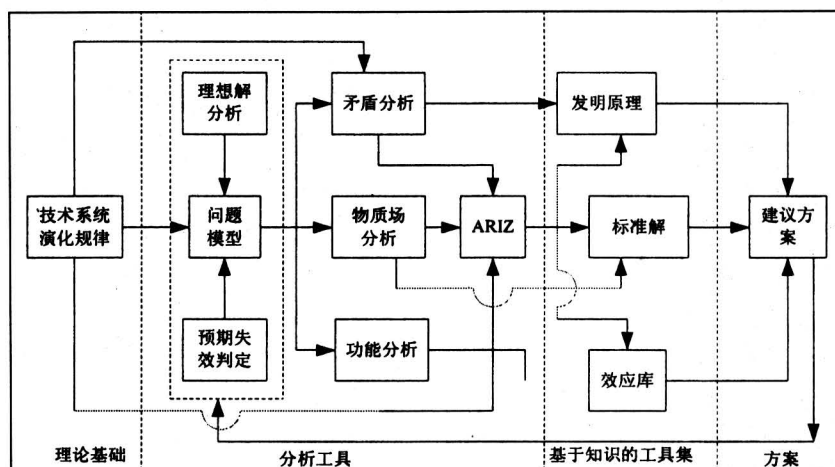 理想解
分析
矛盾分析
发明原理
技术系统
演化规律
问题
模型
物质场
分析
ARIZ
标准解
建议方
案
预期失
效判定
功能分析
效应库
理论基础
分析工具
基于知识的工具集
方案